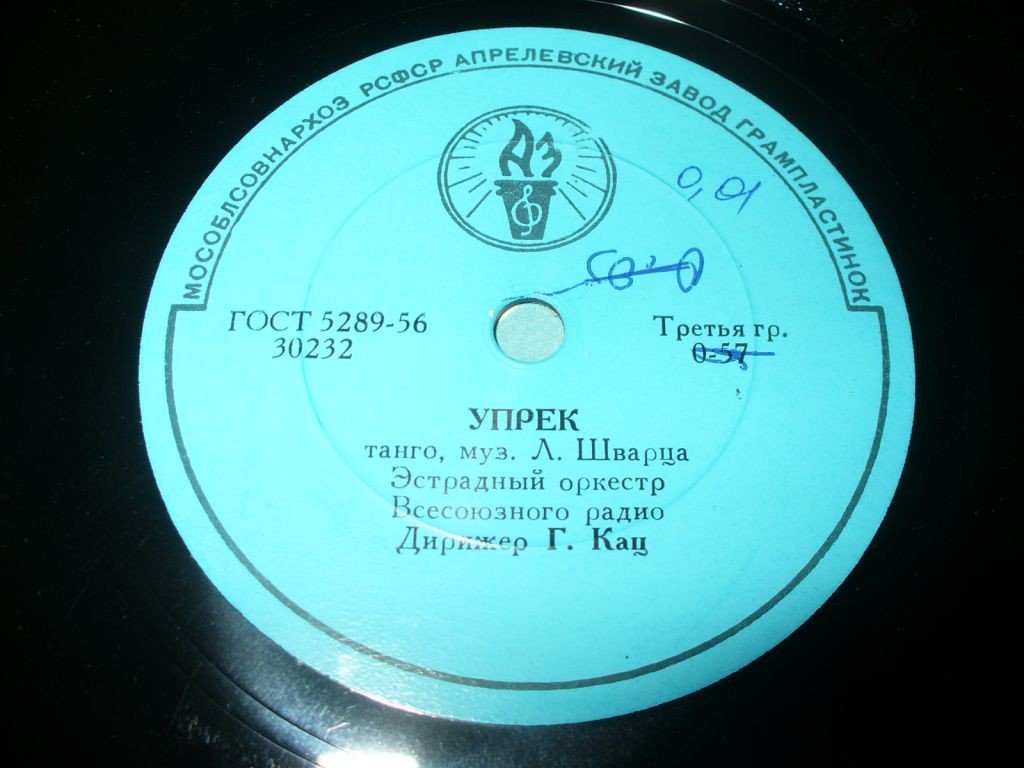 МОСОБЛСОВНАРХОЗ РСФСР АПРЕЛЕВСКИЙ ЗАВОД ГРАМПЛАСТИНОК
АЗ
0,01
ГОСТ 5289-56
30232
Третья гр.
0-57
УПРЕК
танго, муз. Л. Шварца
Эстрадный оркестр
Всесоюзного радио
Дирижер Г. Кац